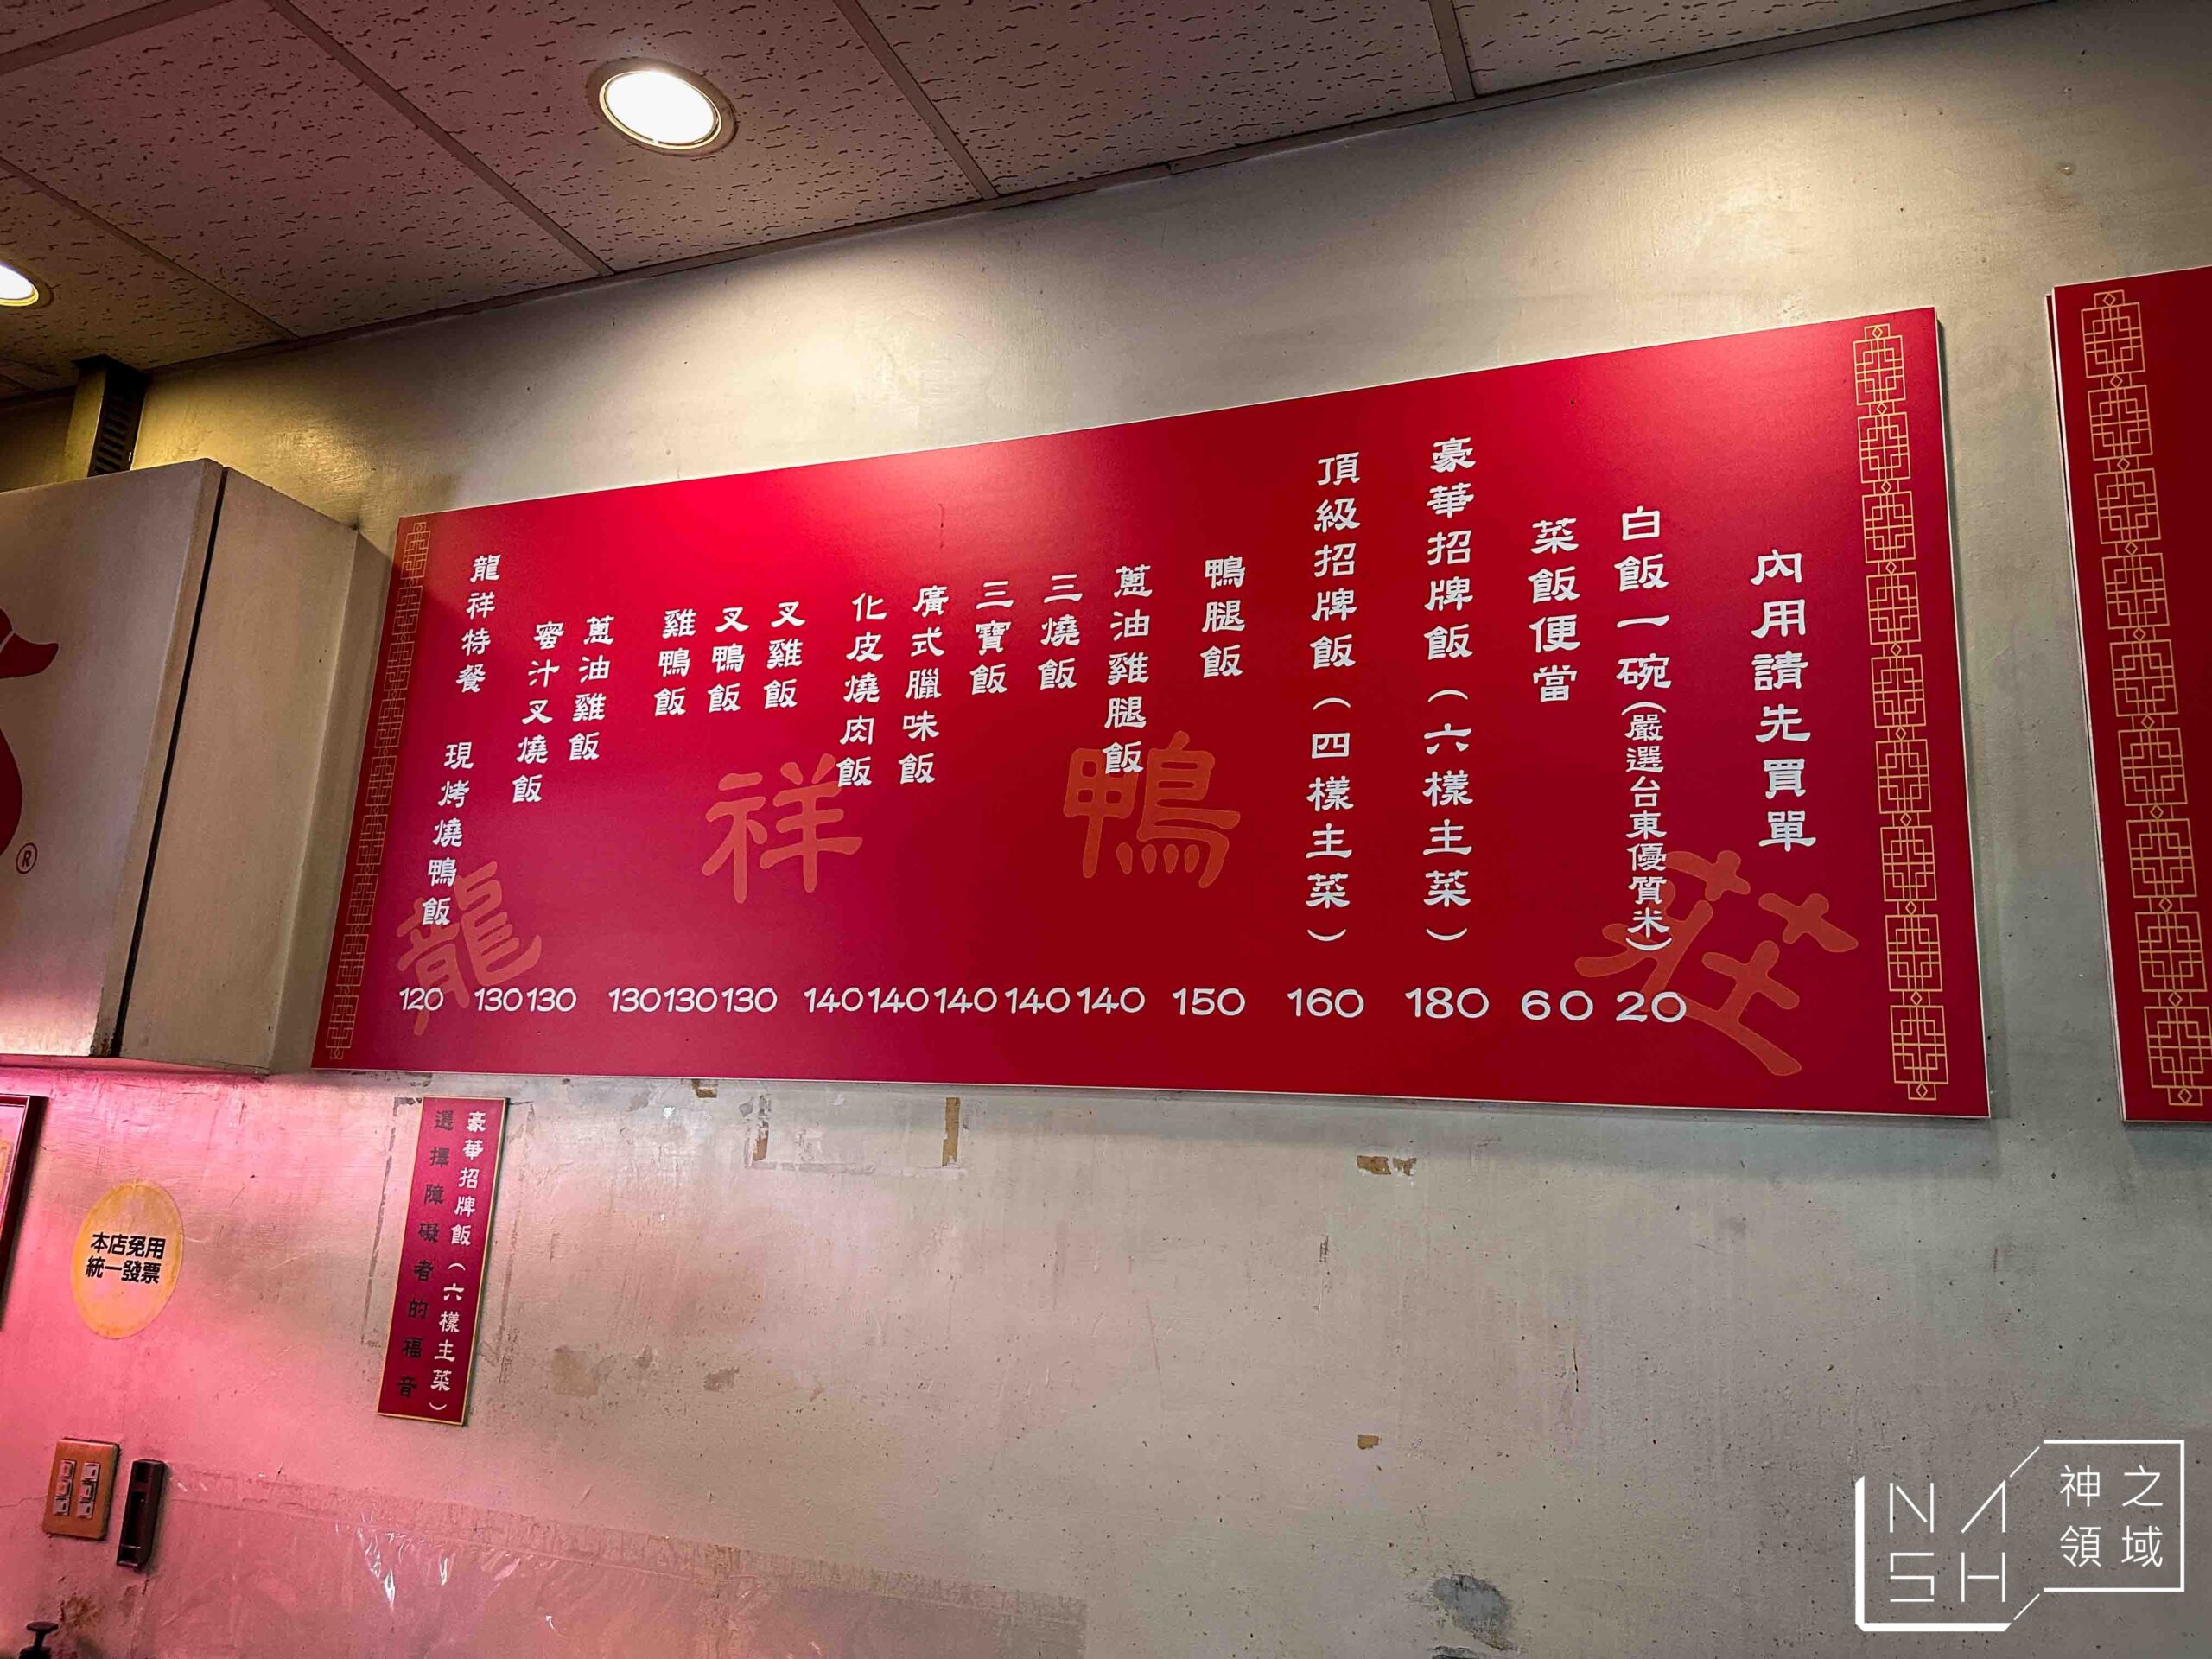 內用請先買單
白飯一碗(嚴選台東優質米) 20
菜飯便當 60
豪華招牌飯(六樣主菜) 180
頂級招牌飯(四樣主菜) 160
鴨腿飯 150
蔥油雞腿飯 140
三燒飯 140
三寶飯 140
廣式臘味飯 140
化皮燒肉飯 140
叉雞飯 130
叉鴨飯 130
雞鴨飯 130
蔥油雞飯 130
蜜汁叉燒飯 130
龍祥特餐 現烤燒鴨飯 120
龍祥鴨莊
豪華招牌飯(六樣主菜)
選擇障礙者的福音
本店免用
統一發票
®
NASH
神之
領域